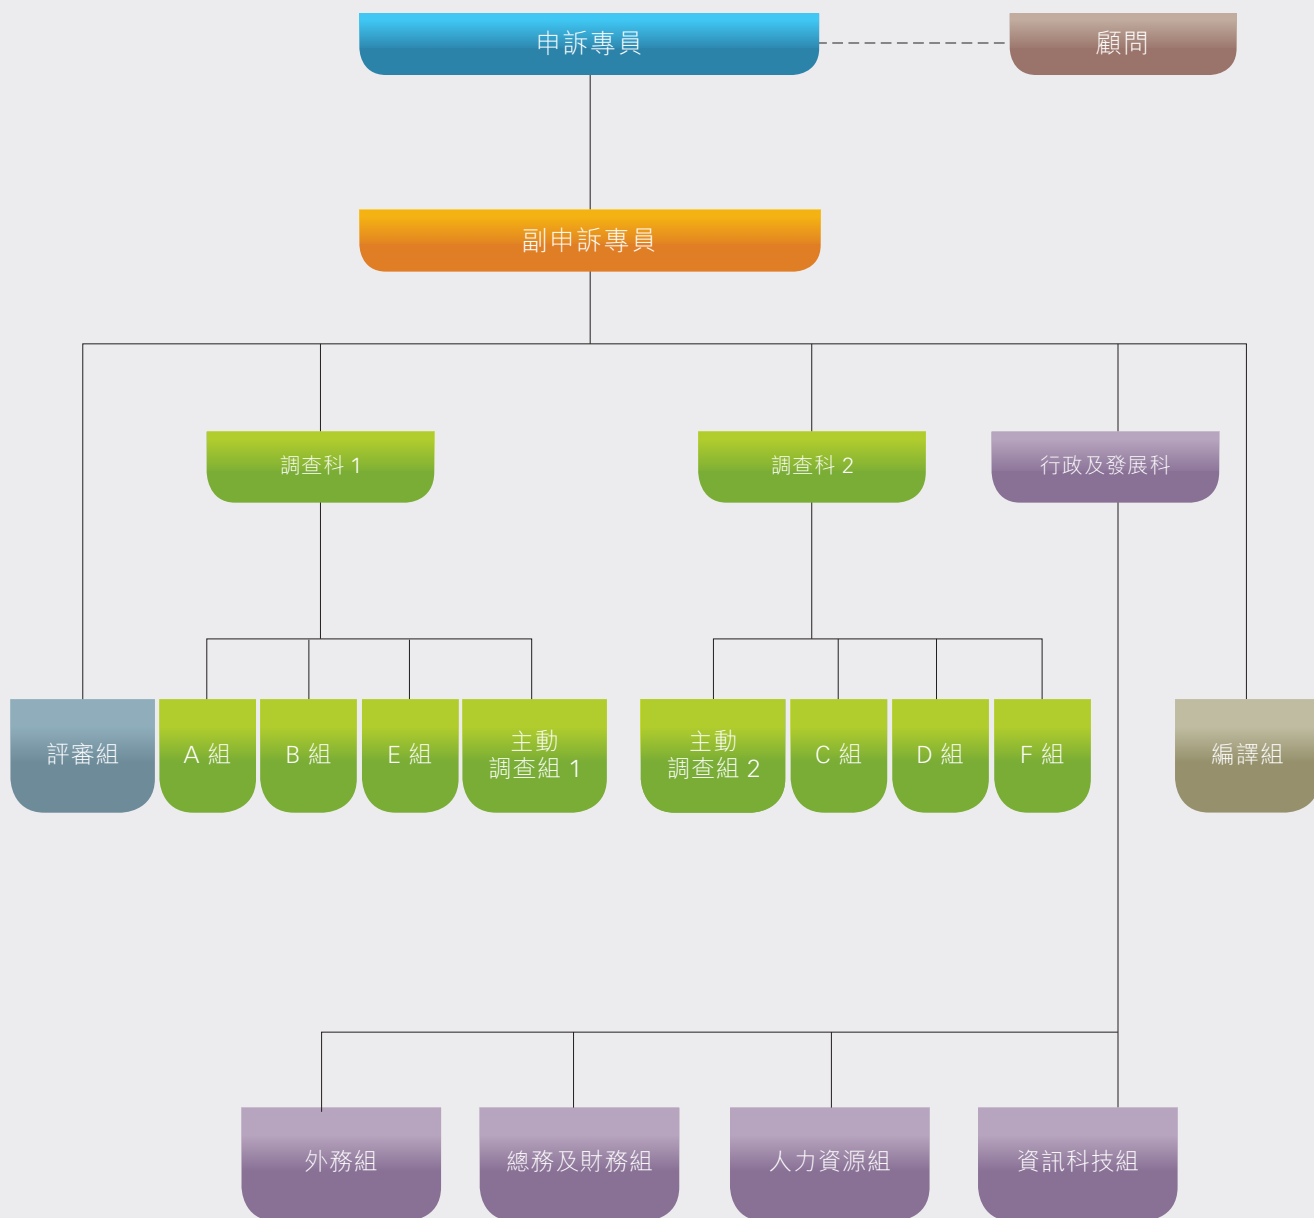 申訴專員
顧問
副申訴專員
調查科 1
調查科 2
行政及發展科
評審組
A 組
B 組
E 組
主動
調查組 1
主動
調查組 2
C 組
D 組
F 組
編譯組
外務組
總務及財務組
人力資源組
資訊科技組